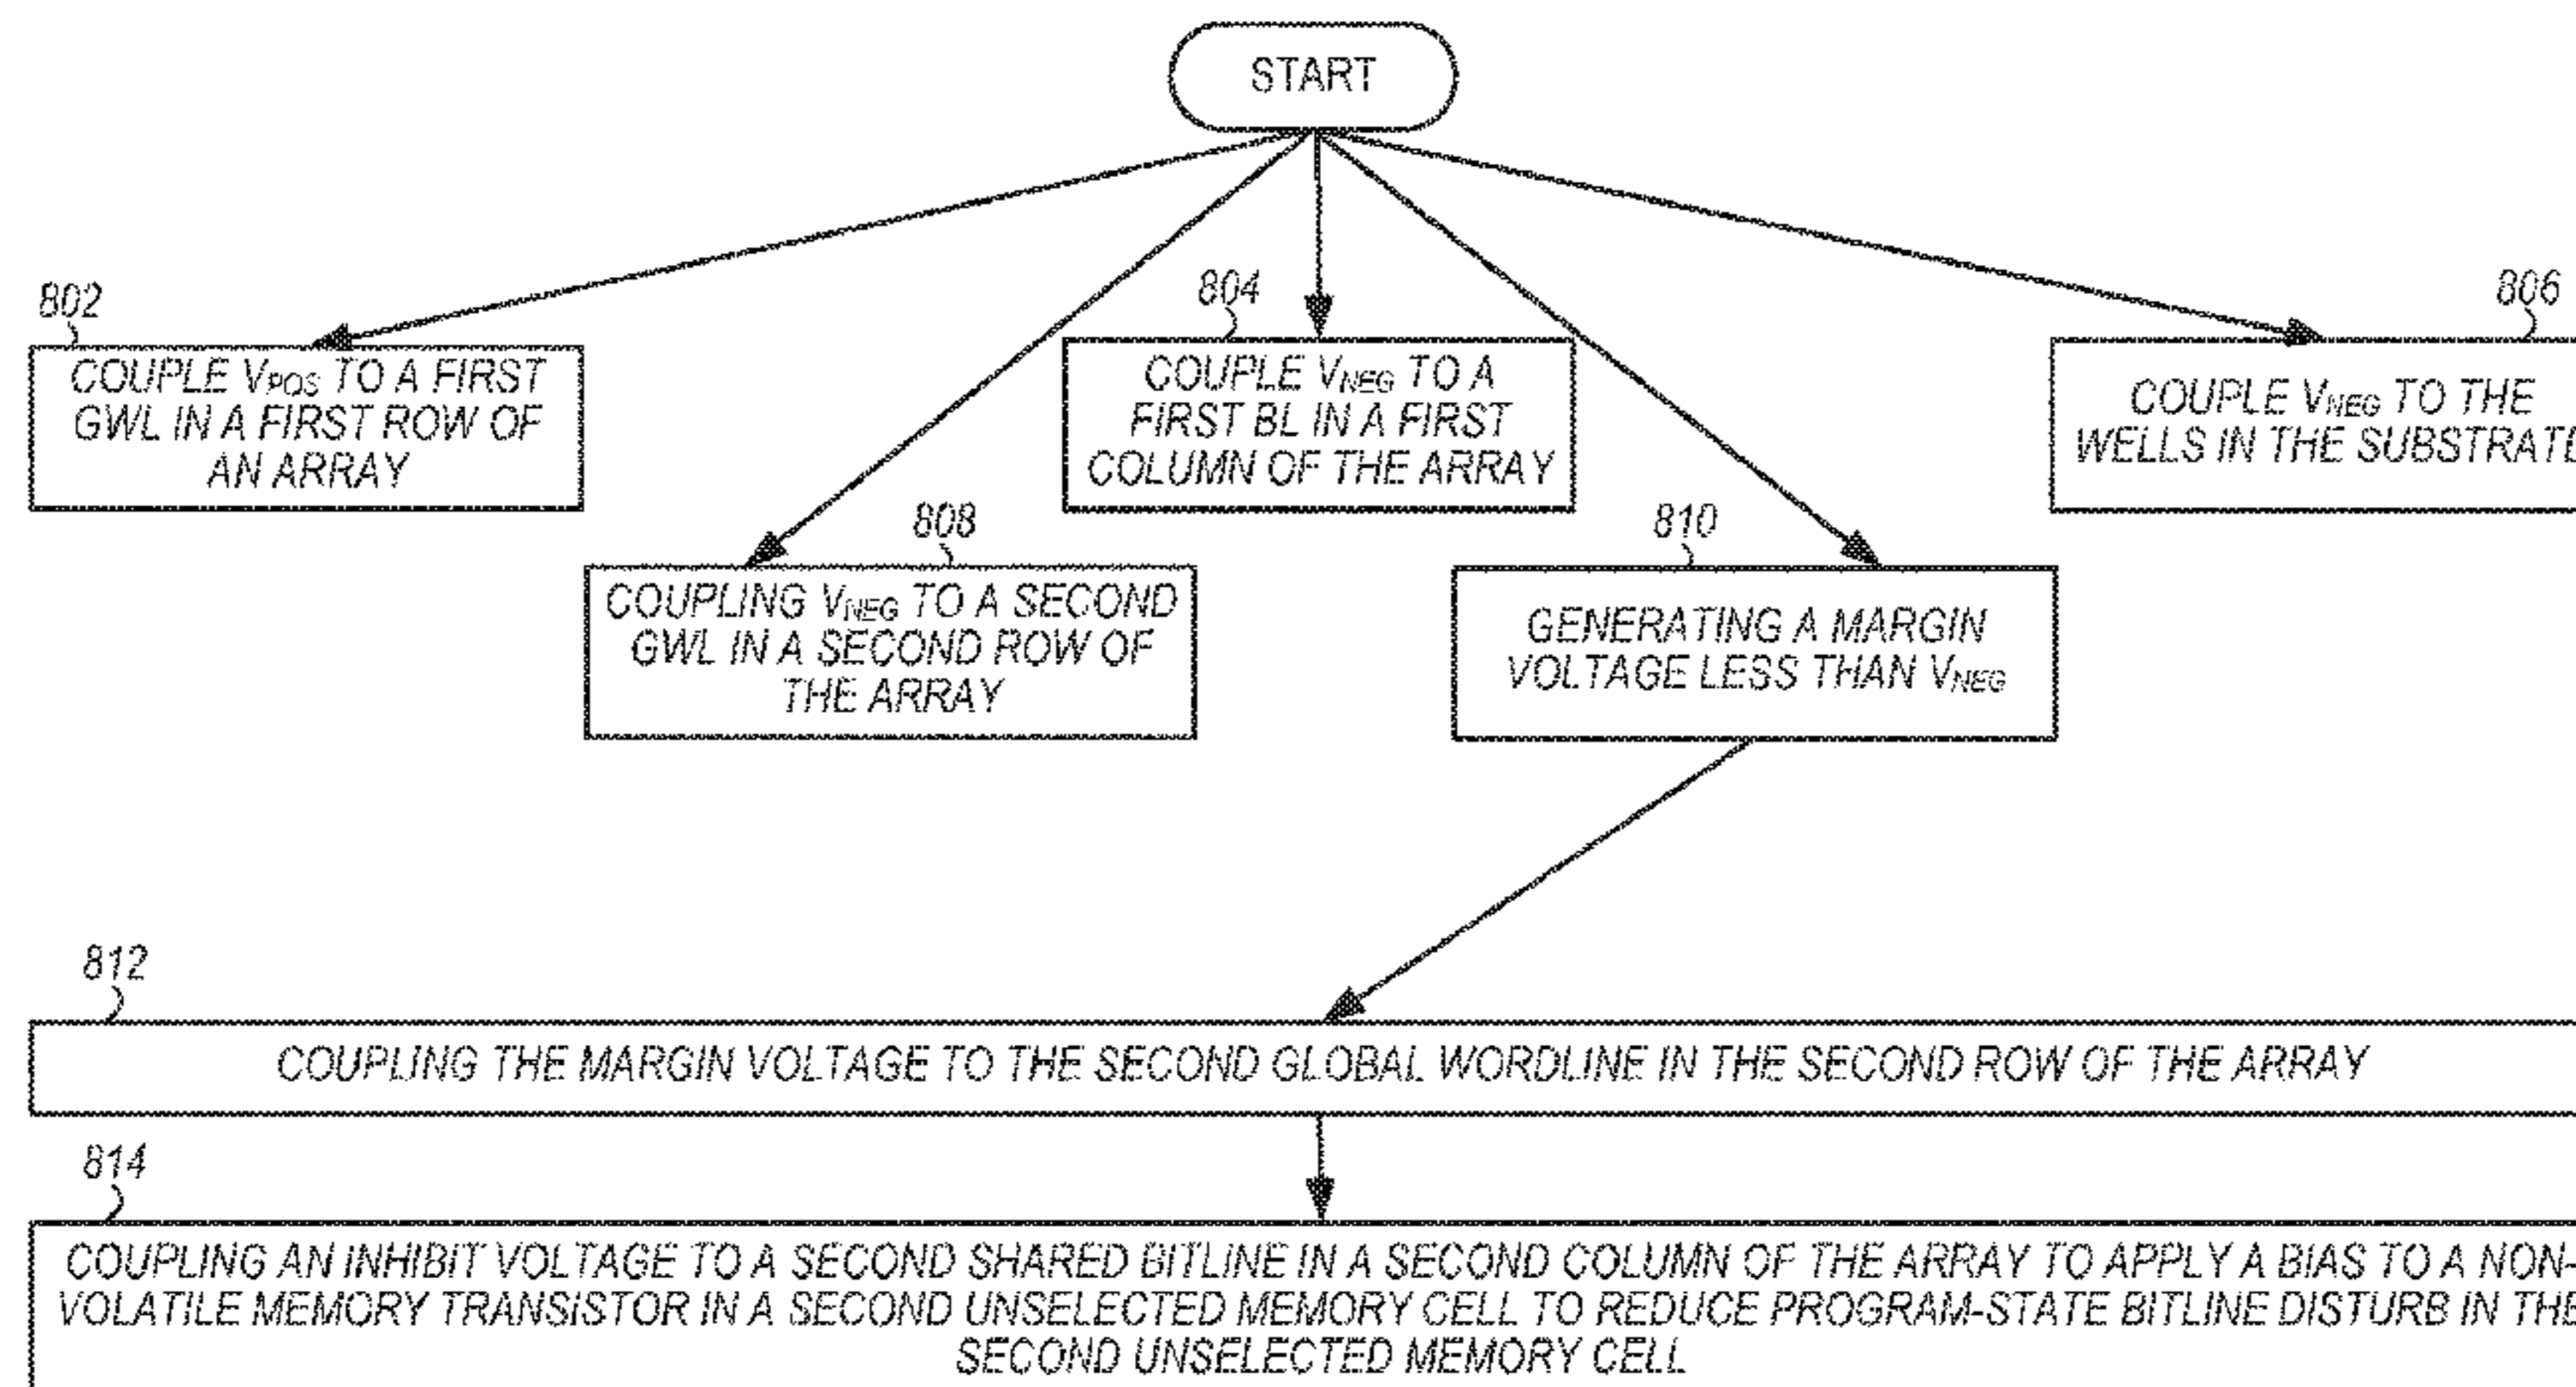 START
802
COUPLE VPOS TO A FIRST
GWL IN A FIRST ROW OF
AN ARRAY
804
COUPLE VNEG TO A
FIRST BL IN A FIRST
COLUMN OF THE ARRAY
806
COUPLE VNEG TO THE
WELLS IN THE SUBSTRATE
808
COUPLING VNEG TO A SECOND
GWL IN A SECOND ROW OF
THE ARRAY
810
GENERATING A MARGIN
VOLTAGE LESS THAN VNEG
812
COUPLING THE MARGIN VOLTAGE TO THE SECOND GLOBAL WORDLINE IN THE SECOND ROW OF THE ARRAY
814
COUPLING AN INHIBIT VOLTAGE TO A SECOND SHARED BITLINE IN A SECOND COLUMN OF THE ARRAY TO APPLY A BIAS TO A NON-
VOLATILE MEMORY TRANSISTOR IN A SECOND UNSELECTED MEMORY CELL TO REDUCE PROGRAM-STATE BITLINE DISTURB IN THE
SECOND UNSELECTED MEMORY CELL